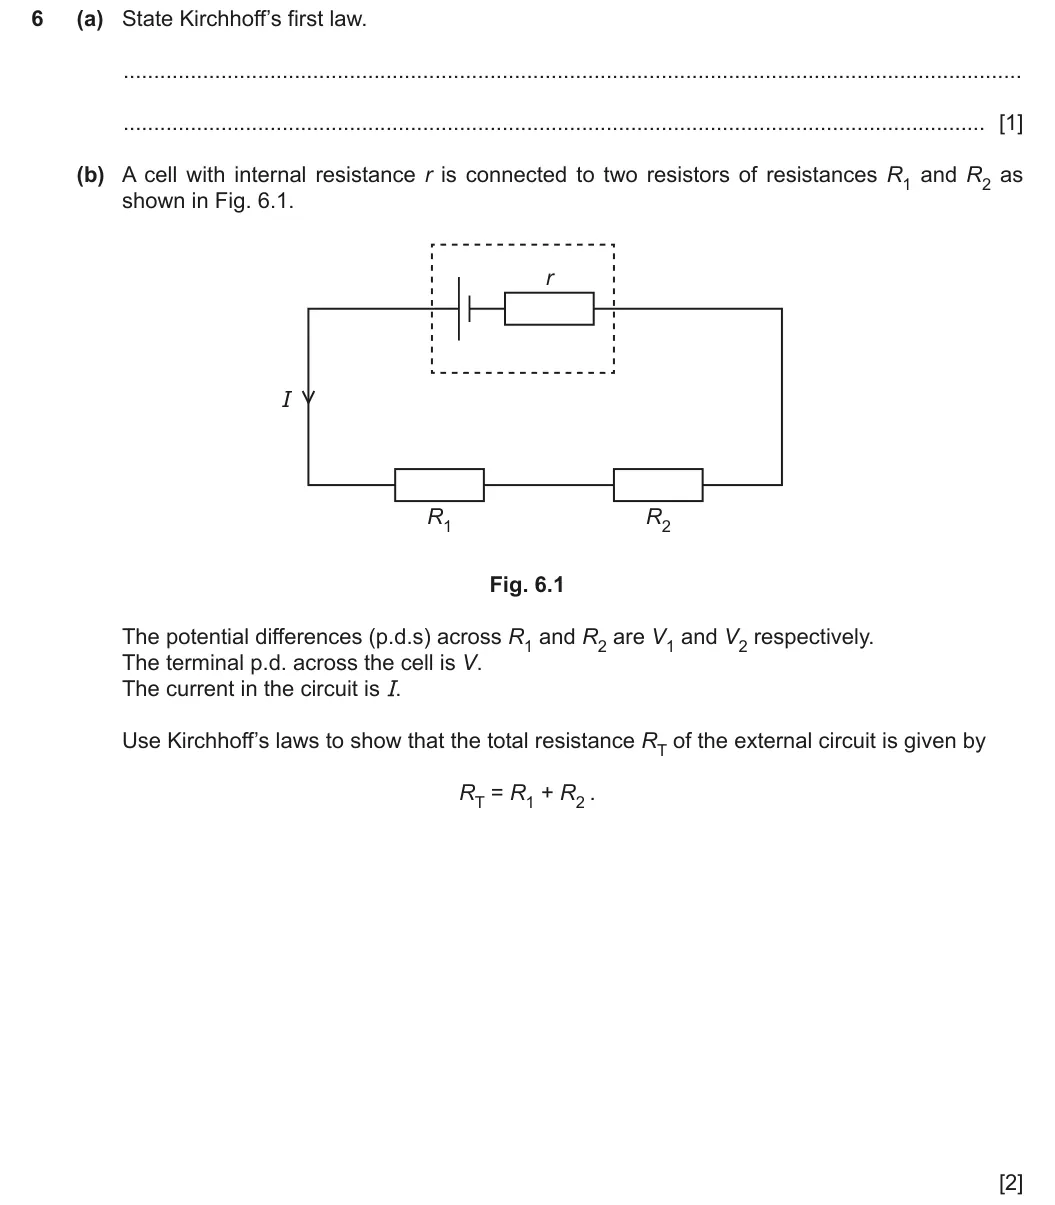 6 (a) State Kirchhoff’s first law.
..........................................................................................................................................................
.................................................................................................................................................... [1]
(b) A cell with internal resistance r is connected to two resistors of resistances R1 and R2 as
shown in Fig. 6.1.
r
I
R1 R2
Fig. 6.1
The potential differences (p.d.s) across R1 and R2 are V1 and V2 respectively.
The terminal p.d. across the cell is V.
The current in the circuit is I.
Use Kirchhoff’s laws to show that the total resistance RT of the external circuit is given by
RT = R1 + R2 .
[2]